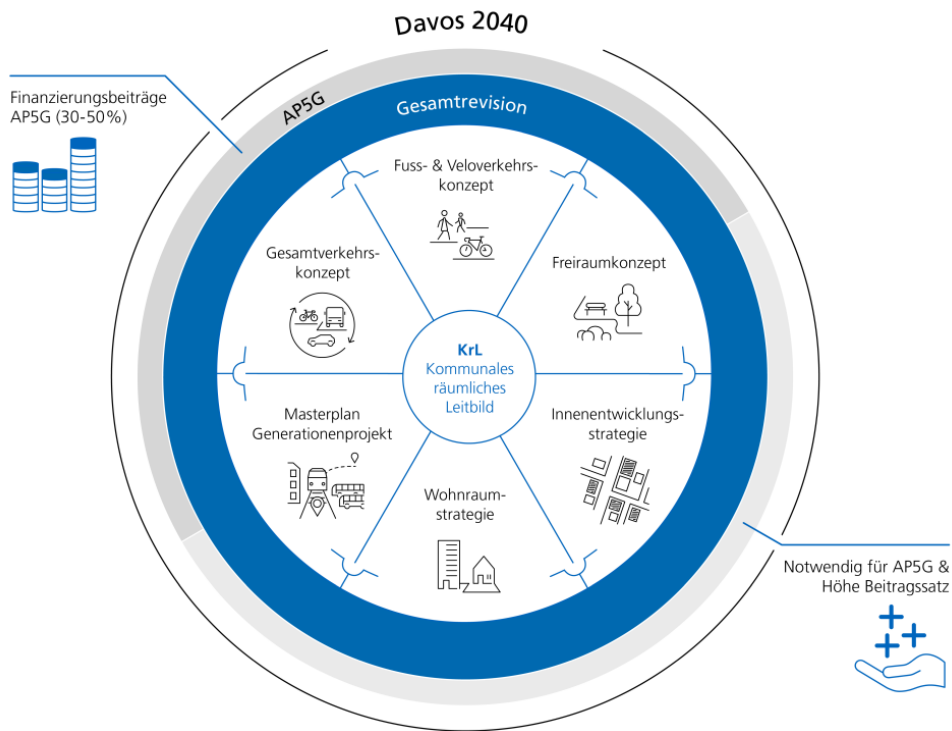 Davos 2040
Finanzierungsbeiträge
AP5G (30-50%)
AP5G
Gesamtrevision
Fuss- & Veloverkehrs-
konzept
Gesamtverkehrs-
konzept
Freiraumkonzept
KrL
Kommunales
räumliches
Leitbild
Masterplan
Generationenprojekt
Innenentwicklungs-
strategie
Wohnraum-
strategie
Notwendig für AP5G &
Höhe Beitragssatz